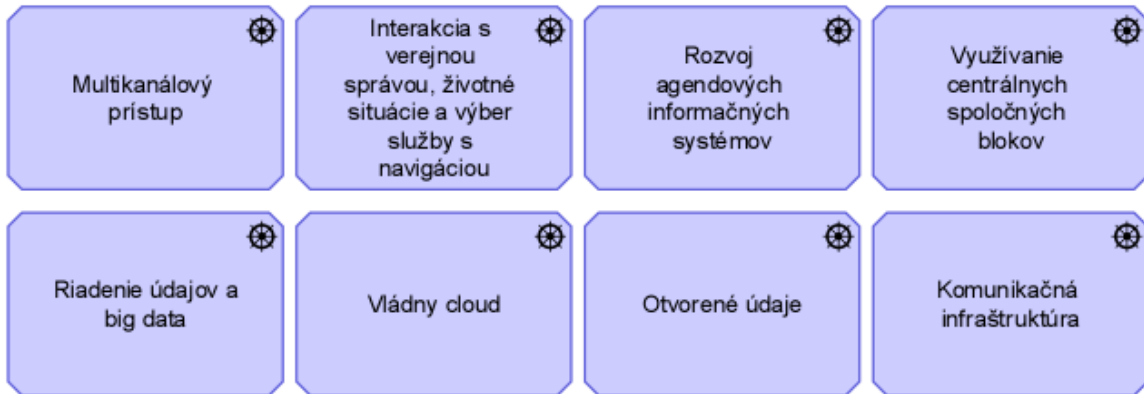 Multikanálový
prístup
Interakcia s
verejnou
správou, životné
situácie a výber
služby s
navigáciou
Rozvoj
agendových
informačných
systémov
Využívanie
centrálnych
spoločných
blokov
Riadenie údajov a
big data
Vládny cloud
Otvorené údaje
Komunikačná
infraštruktúra